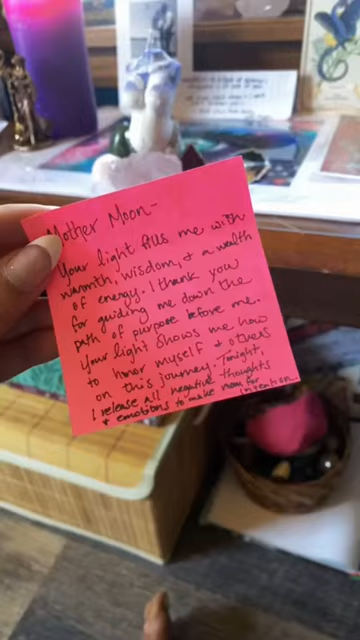 Mother Moon-
Your light fills me with
warmth, wisdom, & a wealth
of energy. I thank you
for guiding me down the
path of purpose before me.
Your light shows me how
to honor myself & others
on this journey. Tonight,
I release all negative thoughts
& emotions to make room for
intention